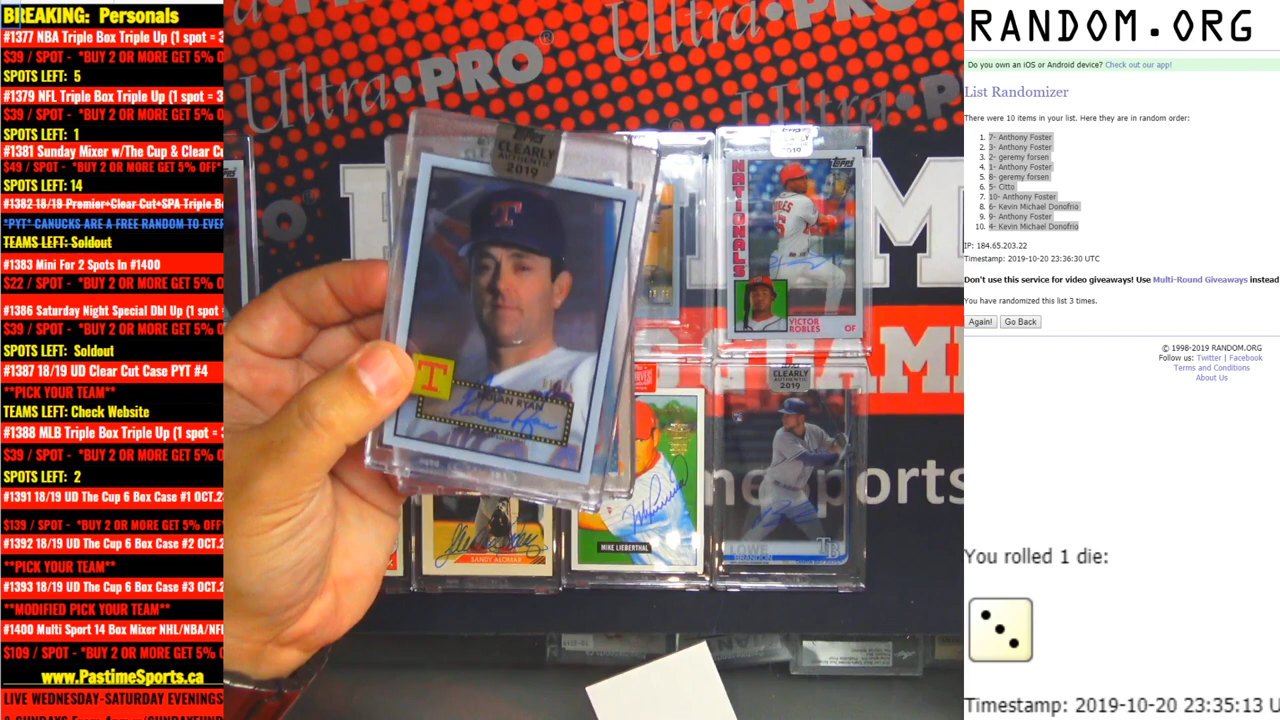 BREAKING: Personals
#1377 NBA Triple Box Triple Up (1 spot = 3
$39 / SPOT - *BUY 2 OR MORE GET 5% O
SPOTS LEFT: 5
#1379 NFL Triple Box Triple Up (1 spot = 3
$39 / SPOT - *BUY 2 OR MORE GET 5% O
SPOTS LEFT: 1
#1381 Sunday Mixer w/The Cup & Clear Cu
$49 / SPOT - *BUY 2 OR MORE GET 5% OFF*
SPOTS LEFT: 14
#1382 18/19 Premier+Clear Cut+SPA Triple Bo
*PYT* CANUCKS ARE A FREE RANDOM TO EVER
TEAMS LEFT: Soldout
#1383 Mini For 2 Spots In #1400
$22 / SPOT - *BUY 2 OR MORE GET 5% O
#1386 Saturday Night Special Dbl Up (1 spot =
$39 / SPOT - *BUY 2 OR MORE GET 5% O
SPOTS LEFT: Soldout
#1387 18/19 UD Clear Cut Case PYT #4
**PICK YOUR TEAM**
TEAMS LEFT: Check Website
#1388 MLB Triple Box Triple Up (1 spot =
$39 / SPOT - *BUY 2 OR MORE GET 5% O
SPOTS LEFT: 2
#1391 18/19 UD The Cup 6 Box Case #1 OCT.2
$139 / SPOT - *BUY 2 OR MORE GET 5% OFF
#1392 18/19 UD The Cup 6 Box Case #2 OCT.2
**PICK YOUR TEAM**
#1393 18/19 UD The Cup 6 Box Case #3 OCT.2
**MODIFIED PICK YOUR TEAM**
#1400 Multi Sport 14 Box Mixer NHL/NBA/NFL
$109 / SPOT - *BUY 2 OR MORE GET 5% O
www.PastimeSports.ca
LIVE WEDNESDAY-SATURDAY EVENINGS
Ultra•PRO®
Ultra•PRO
CLEARLY
AUTHENTIC
2019
T
T
NOLAN RYAN
Nolan Ryan
CLEARLY
2019
NATIONALS
Topps
VICTOR
ROBLES
OF
SANDY ALOMAR
MIKE LIEBERTHAL
CLEARLY
AUTHENTIC
2019
LOWE
BRANDON
TB
nesports
RANDOM.ORG
Do you own an iOS or Android device? Check out our app!
List Randomizer
There were 10 items in your list. Here they are in random order:
1. 7- Anthony Foster
2. 3- Anthony Foster
3. 2- geremy forsen
4. 1- Anthony Foster
5. 8- geremy forsen
6. 5- Citto
7. 10- Anthony Foster
8. 6- Kevin Michael Donofrio
9. 9- Anthony Foster
10. 4- Kevin Michael Donofrio
IP: 184.65.203.22
Timestamp: 2019-10-20 23:36:30 UTC
Don't use this service for video giveaways! Use Multi-Round Giveaways instead
You have randomized this list 3 times.
Again! Go Back
© 1998-2019 RANDOM.ORG
Follow us: Twitter | Facebook
Terms and Conditions
About Us
You rolled 1 die:
Timestamp: 2019-10-20 23:35:13 U